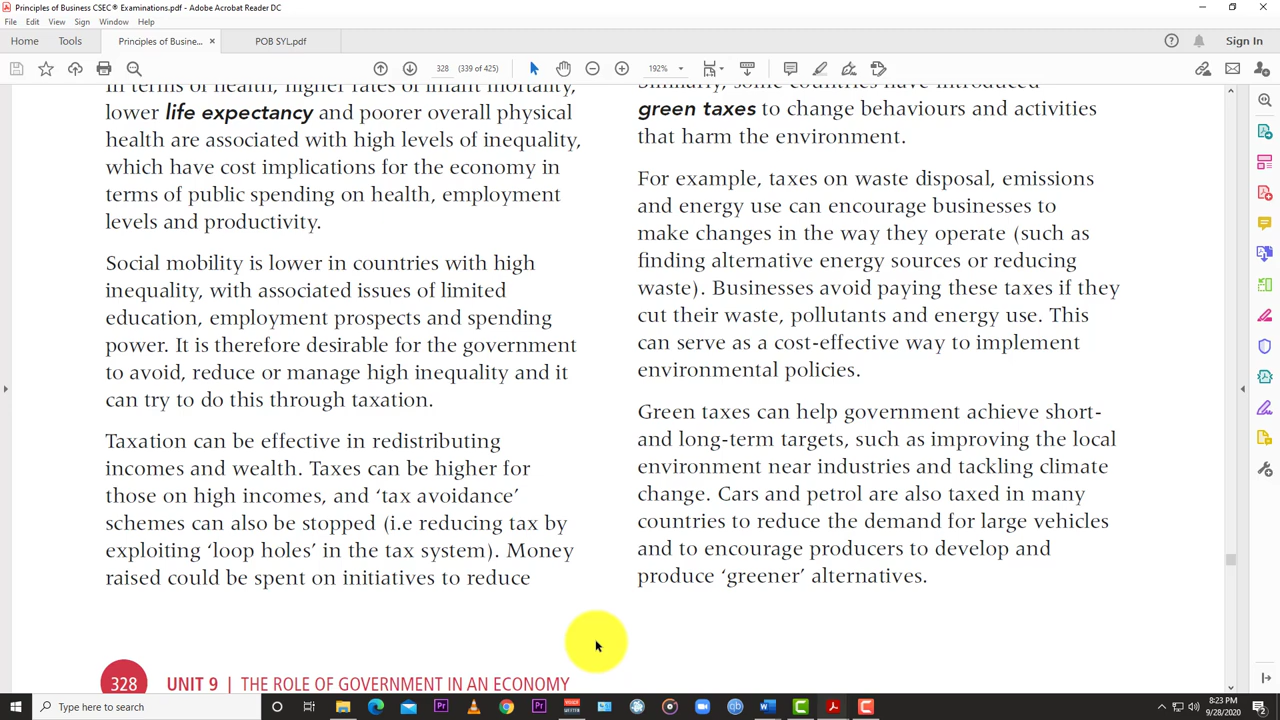 Principles of Business CSEC® Examinations.pdf - Adobe Acrobat Reader DC
File Edit View Sign Window Help
Home Tools Principles of Busine... × POB SYL.pdf Sign In
328 (339 of 425) 192%
In terms of health, higher rates of infant mortality,
lower life expectancy and poorer overall physical
health are associated with high levels of inequality,
which have cost implications for the economy in
terms of public spending on health, employment
levels and productivity.
Social mobility is lower in countries with high
inequality, with associated issues of limited
education, employment prospects and spending
power. It is therefore desirable for the government
to avoid, reduce or manage high inequality and it
can try to do this through taxation.
Taxation can be effective in redistributing
incomes and wealth. Taxes can be higher for
those on high incomes, and ‘tax avoidance’
schemes can also be stopped (i.e reducing tax by
exploiting ‘loop holes’ in the tax system). Money
raised could be spent on initiatives to reduce
Similarly, some countries have introduced
green taxes to change behaviours and activities
that harm the environment.
For example, taxes on waste disposal, emissions
and energy use can encourage businesses to
make changes in the way they operate (such as
finding alternative energy sources or reducing
waste). Businesses avoid paying these taxes if they
cut their waste, pollutants and energy use. This
can serve as a cost-effective way to implement
environmental policies.
Green taxes can help government achieve short-
and long-term targets, such as improving the local
environment near industries and tackling climate
change. Cars and petrol are also taxed in many
countries to reduce the demand for large vehicles
and to encourage producers to develop and
produce ‘greener’ alternatives.
328 UNIT 9 | THE ROLE OF GOVERNMENT IN AN ECONOMY
Type here to search
8:23 PM
9/28/2020